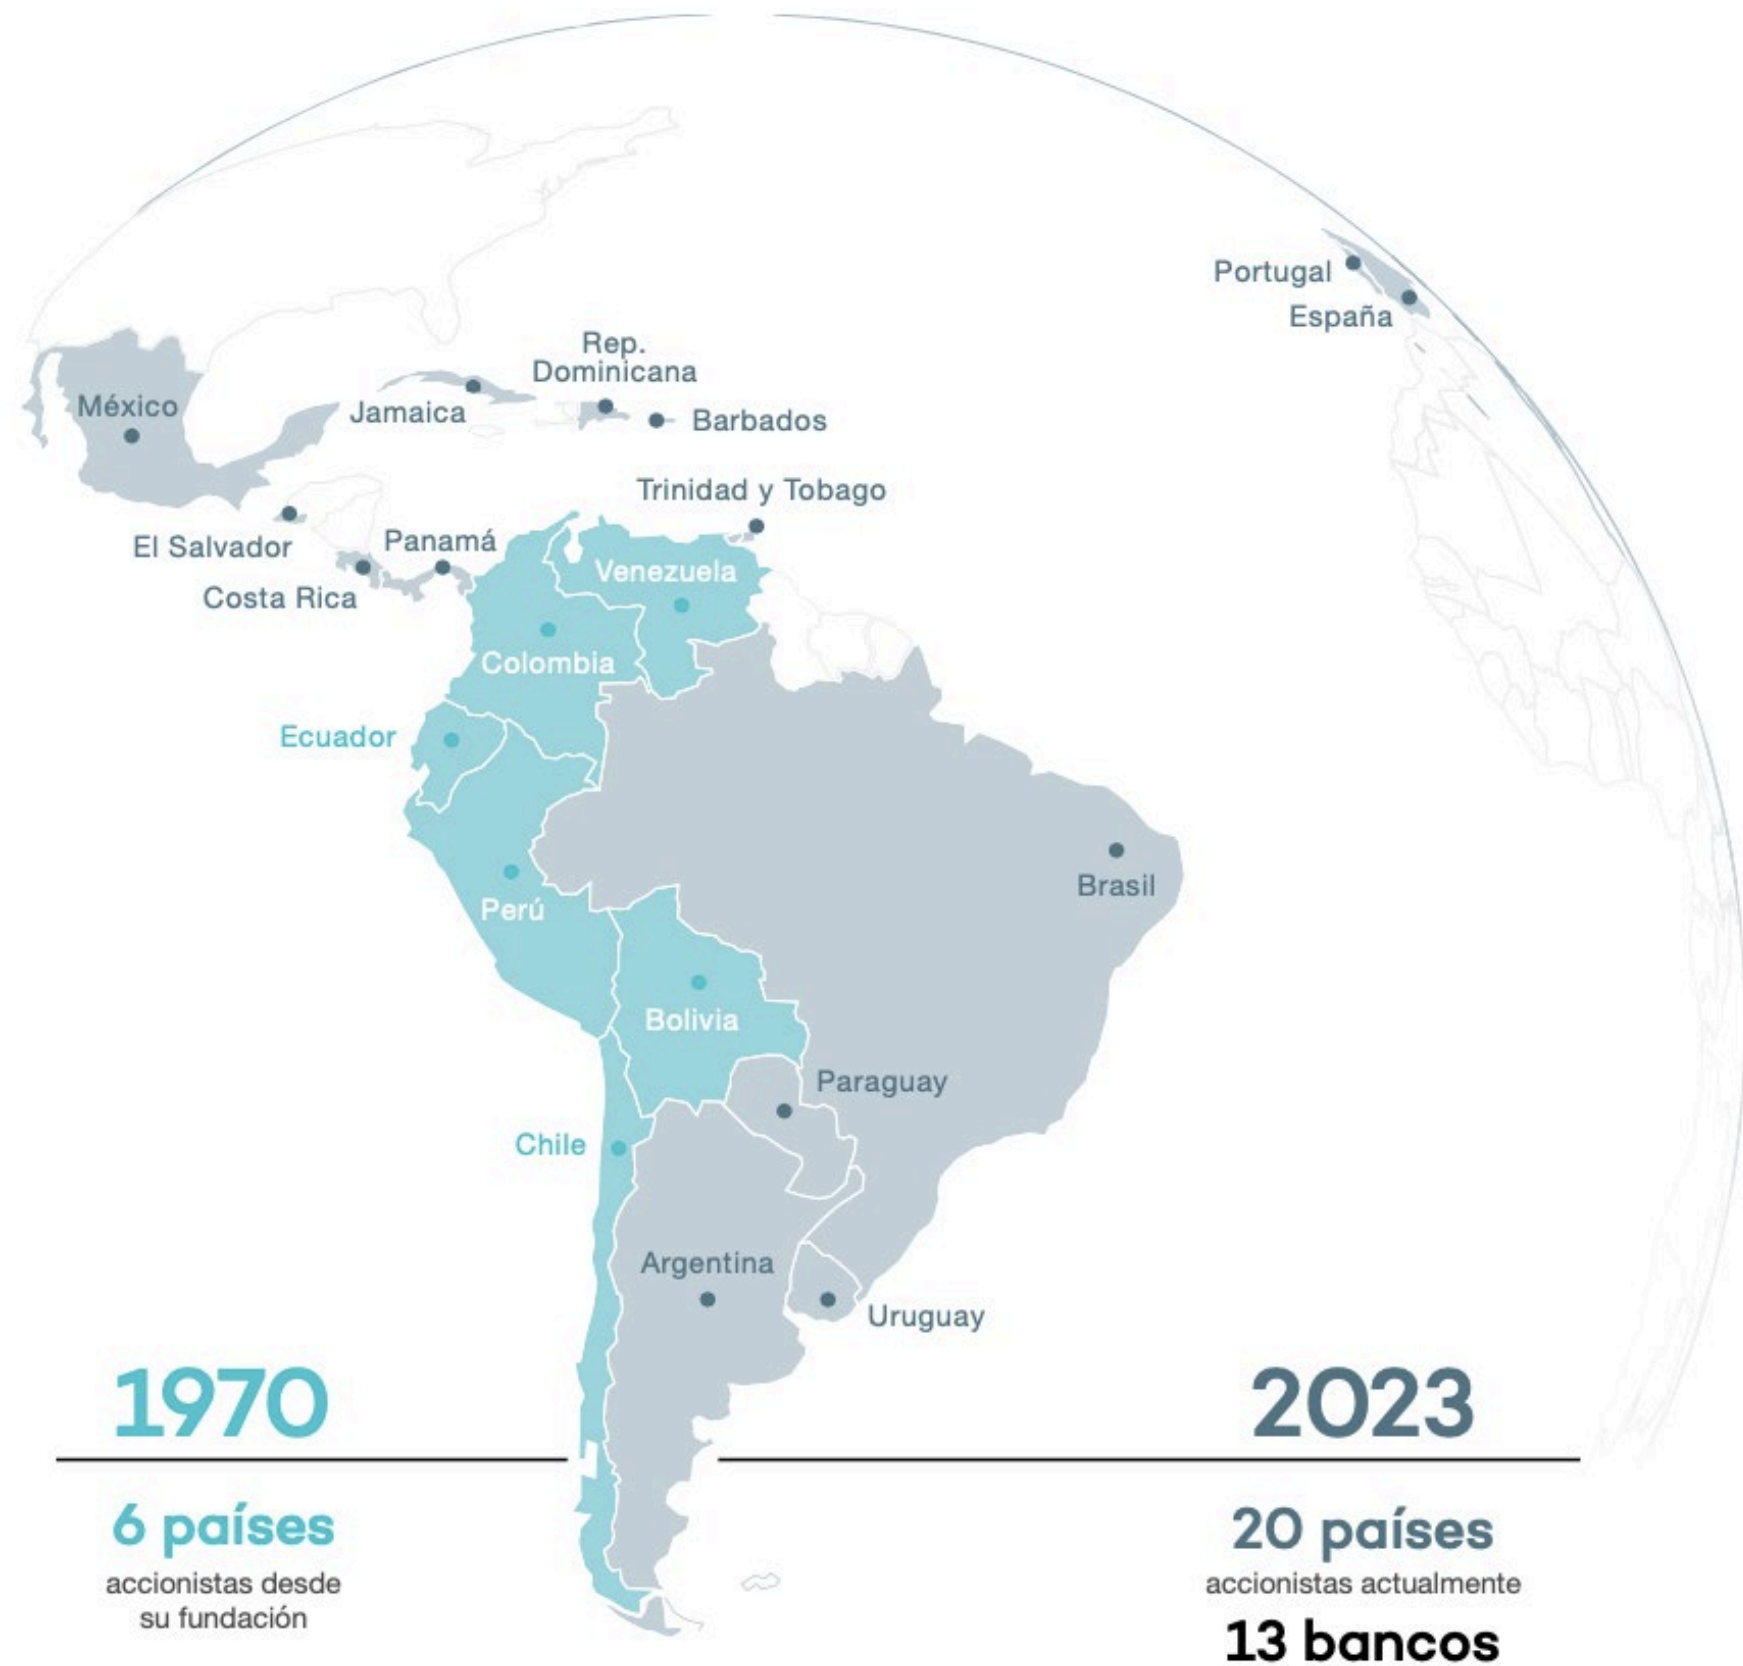 Portugal
España
Rep.
Dominicana
México
Jamaica
Barbados
Trinidad y Tobago
El Salvador
Panamá
Costa Rica
Venezuela
Colombia
Ecuador
Perú
Brasil
Bolivia
Paraguay
Chile
Argentina
Uruguay
1970
6 países
accionistas desde
su fundación
2023
20 países
accionistas actualmente
13 bancos